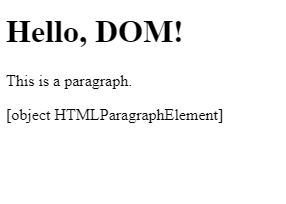 Hello, DOM!
This is a paragraph.
[object HTMLParagraphElement]